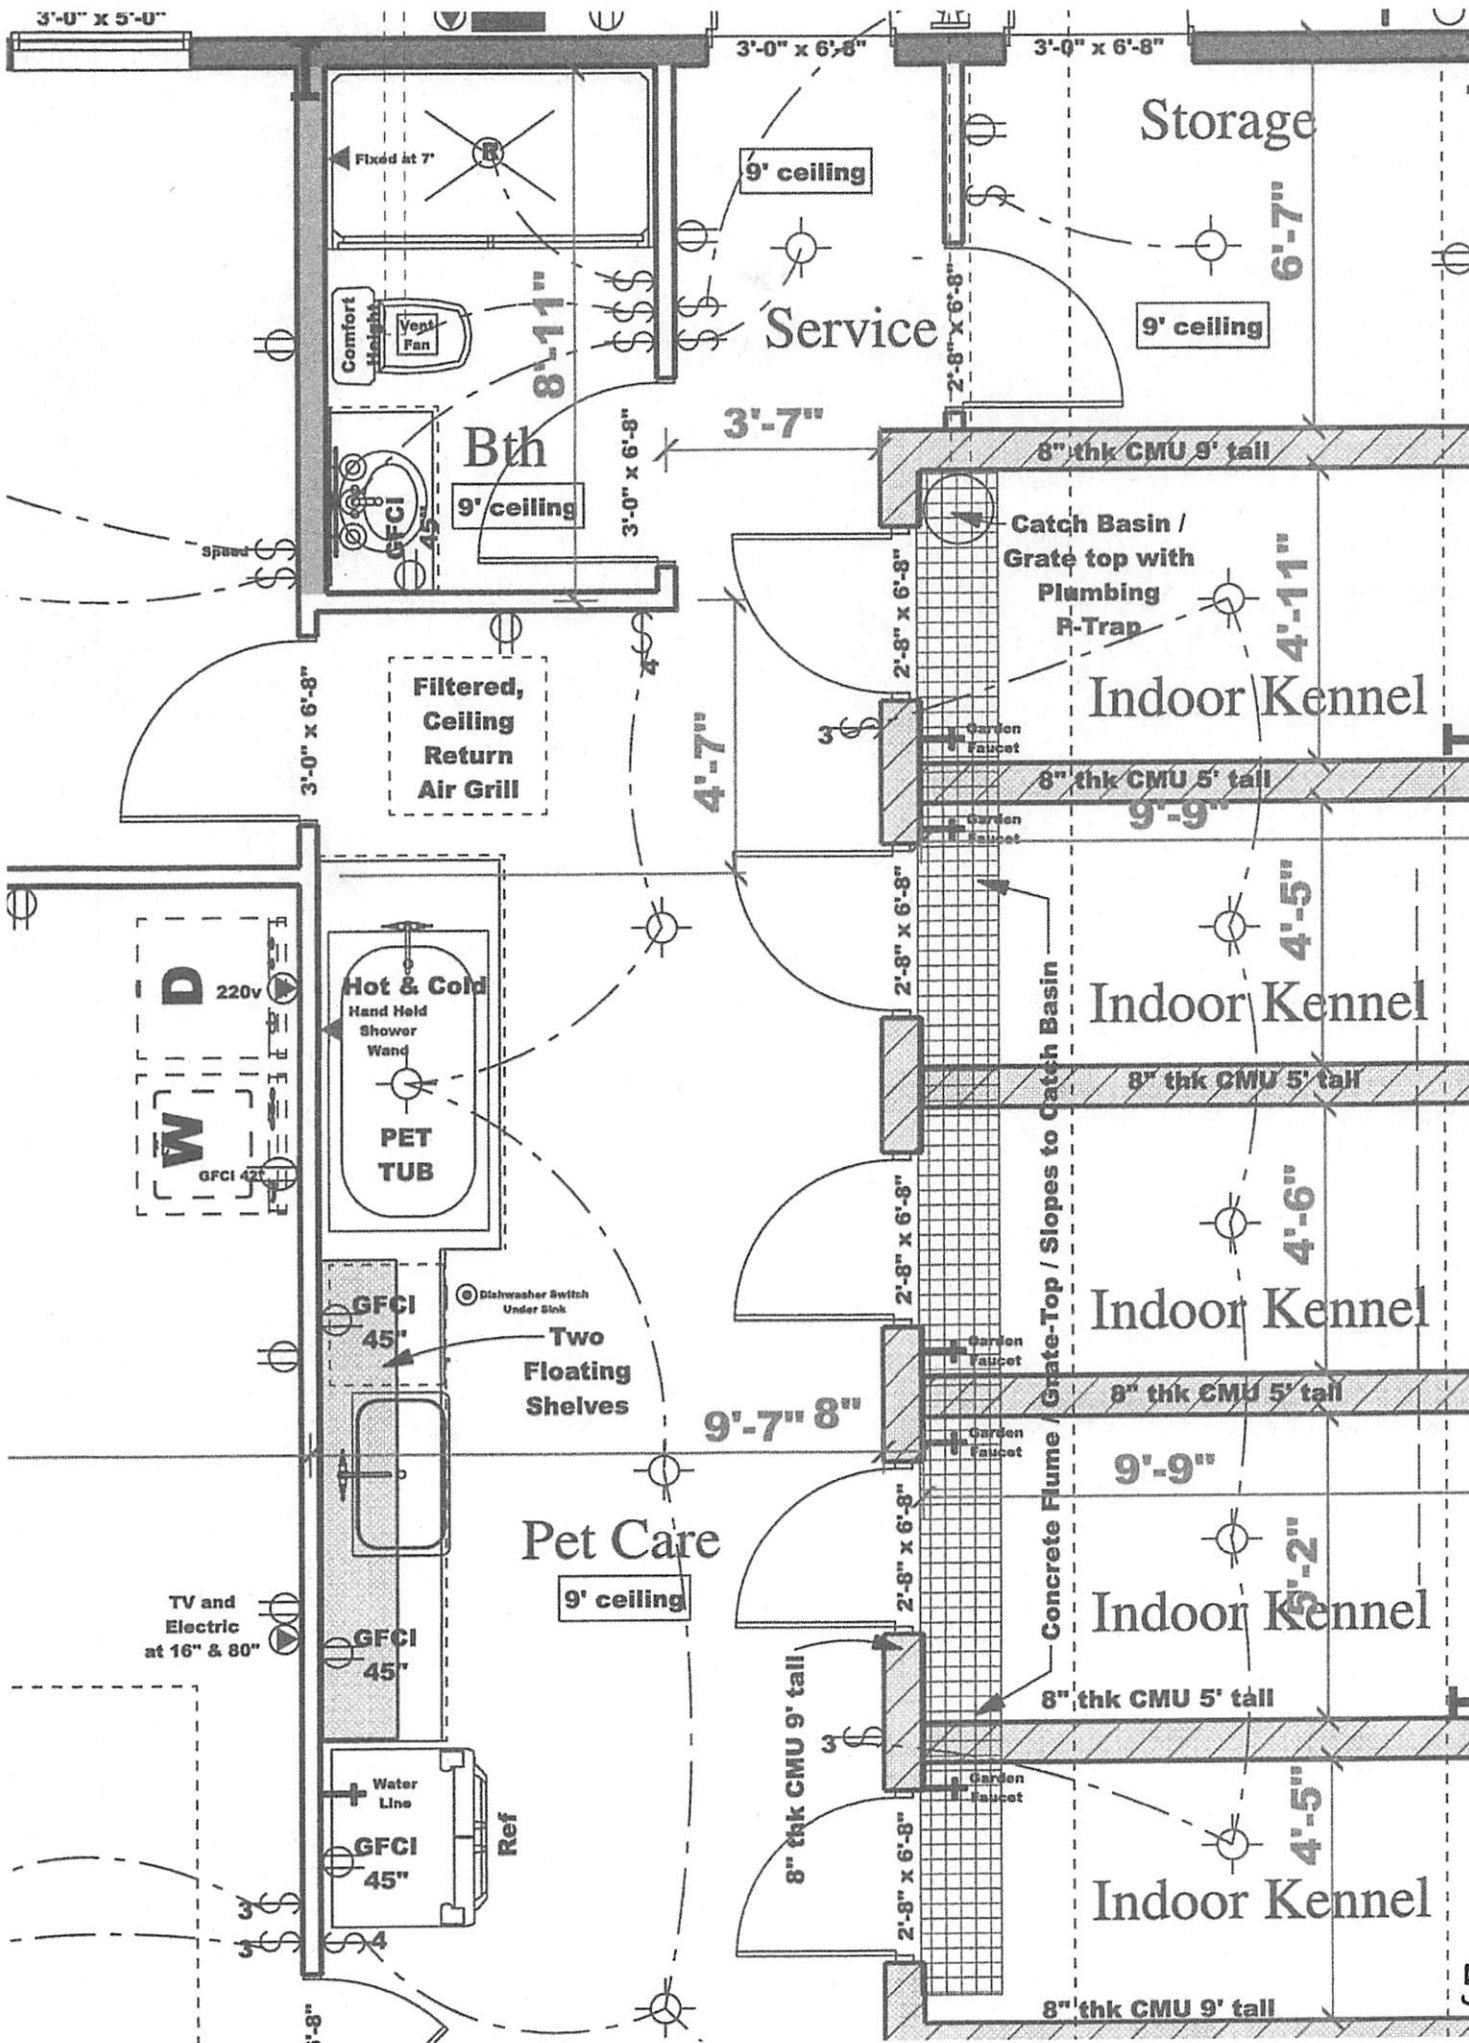 3'-0" x 5'-0"
3'-0" x 6'-8"
3'-0" x 6'-8"
Storage
Fixed at 7'
R
9' ceiling
6'-7"
Comfort
Height
Vent
Fan
8'-11"
Service
2'-8" x 6'-8"
9' ceiling
3'-7"
Bth
3'-0" x 6'-8"
9' ceiling
GFCI
45"
8" thk CMU 9' tall
Catch Basin /
Grate top with
Plumbing
P-Trap
Speed
2'-8" x 6'-8"
4'-11"
4
Filtered,
Ceiling
Return
Air Grill
3'-0" x 6'-8"
Indoor Kennel
3
Garden
Faucet
4'-7"
8" thk CMU 5' tall
9'-9"
Garden
Faucet
2'-8" x 6'-8"
4'-5"
D
220v
Hot & Cold
Hand Held
Shower
Wand
Indoor Kennel
PET
TUB
W
GFCI 42"
8" thk CMU 5' tall
Concrete Flume / Grate-Top / Slopes to Catch Basin
2'-8" x 6'-8"
4'-6"
Dishwasher Switch
Under Sink
GFCI
45"
Two
Floating
Shelves
Indoor Kennel
Garden
Faucet
8" thk CMU 5' tall
9'-7"
8"
Garden
Faucet
9'-9"
2'-8" x 6'-8"
Pet Care
9' ceiling
5'-2"
TV and
Electric
at 16" & 80"
GFCI
45"
Indoor Kennel
8" thk CMU 9' tall
8" thk CMU 5' tall
3
Water
Line
Garden
Faucet
GFCI
45"
Ref
2'-8" x 6'-8"
4'-5"
Indoor Kennel
3
3
4
8" thk CMU 9' tall